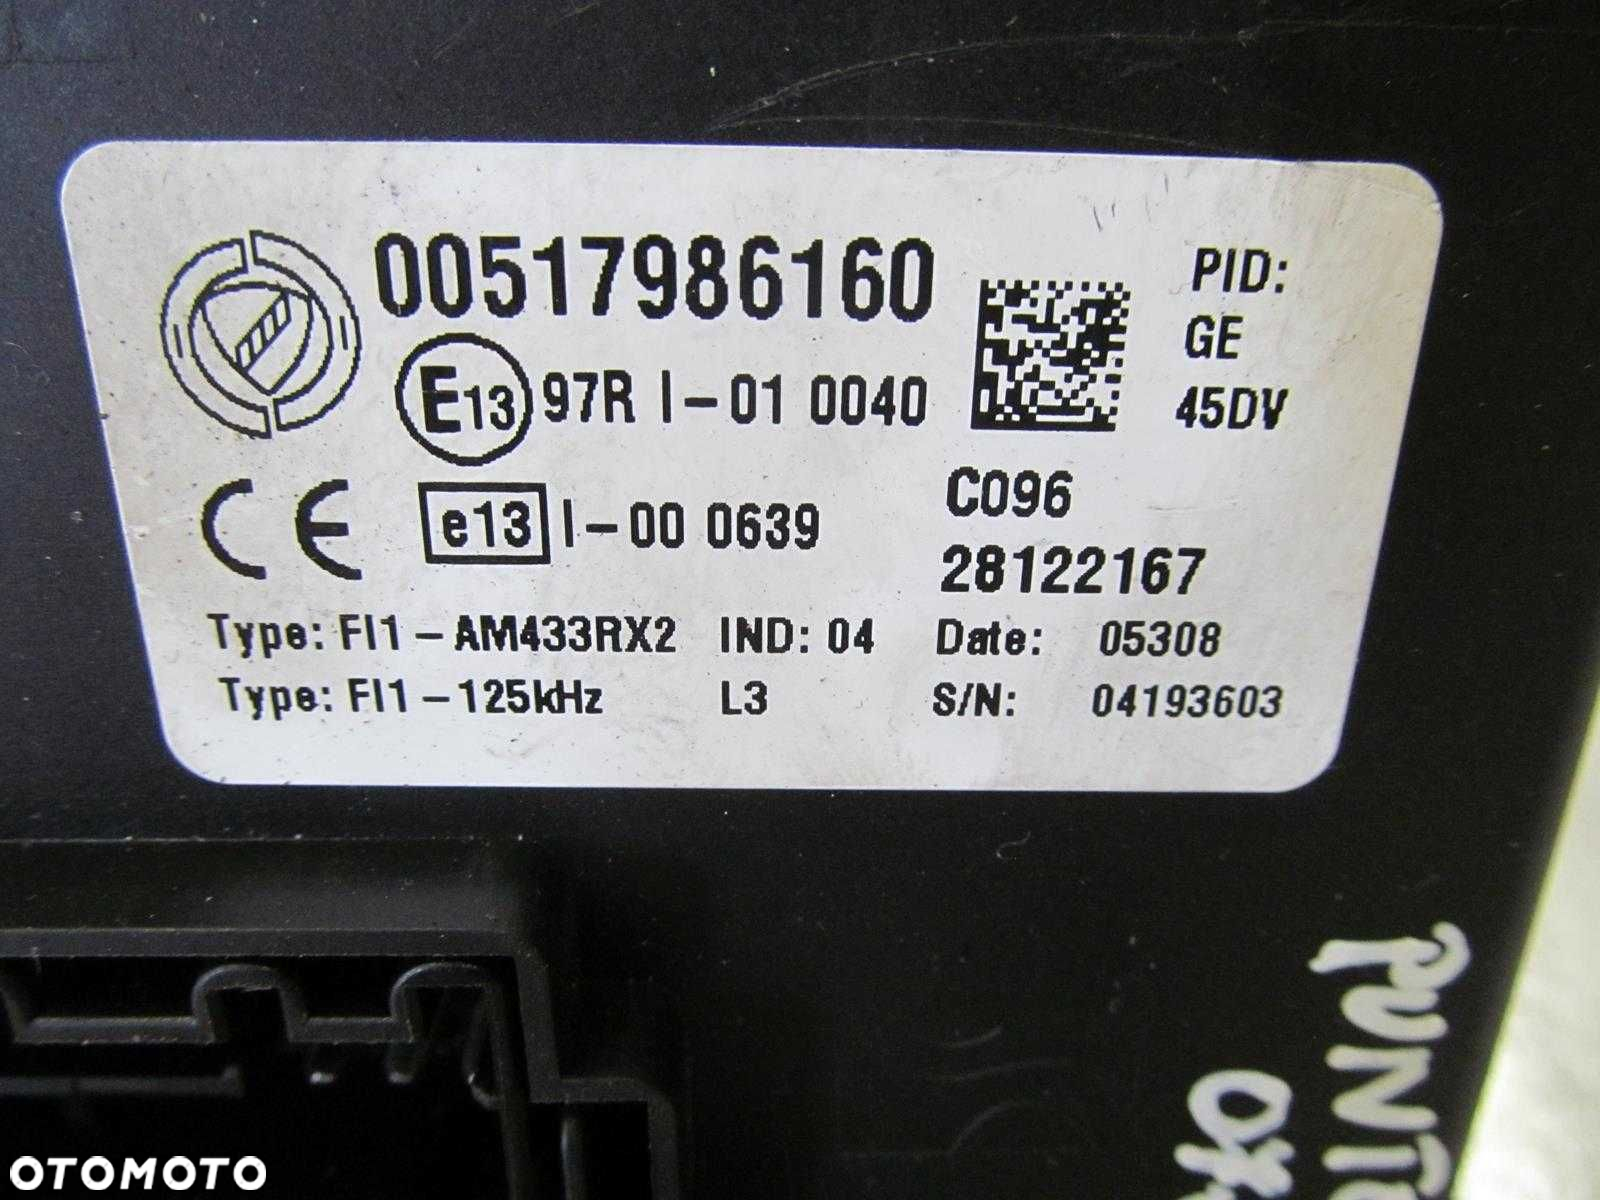 00517986160
PID:
GE
45DV
E13 97R I-01 0040
C096
CE e13 I-00 0639
28122167
Type: FI1-AM433RX2 IND: 04 Date: 05308
Type: FI1-125kHz L3 S/N: 04193603
PUNTO
OTOMOTO